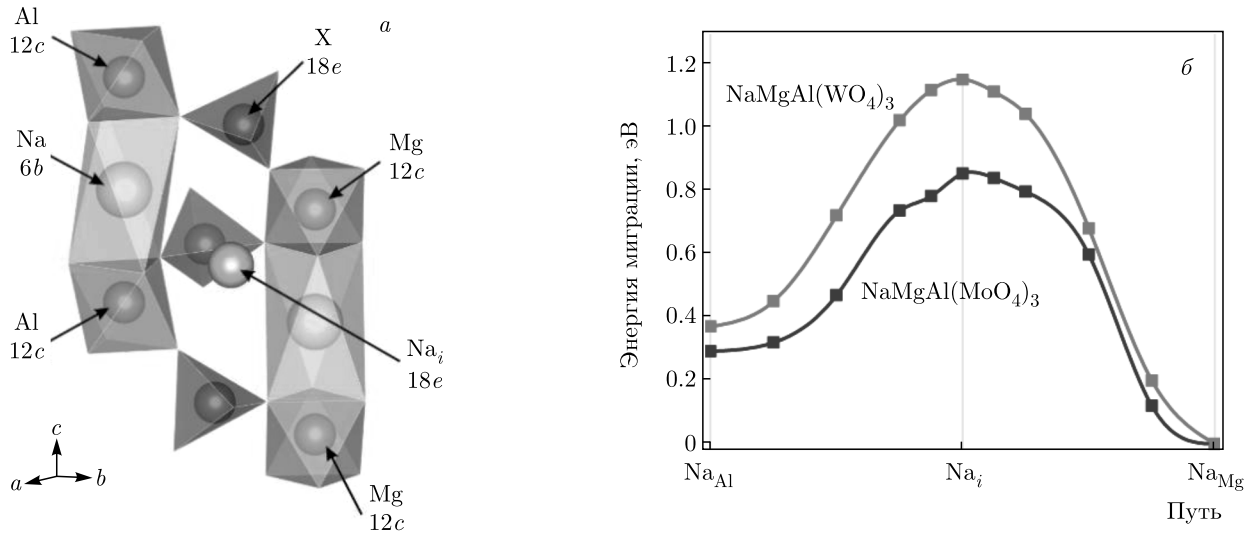 а
Al
12c
X
18e
Na
6b
Mg
12c
Al
12c
Na_i
18e
Mg
12c
c
a
b
б
Энергия миграции, эВ
1.2
1.0
0.8
0.6
0.4
0.2
0
NaMgAl(WO₄)₃
NaMgAl(MoO₄)₃
Na_Al
Na_i
Na_Mg
Путь